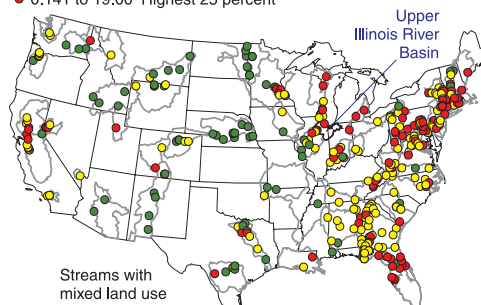 0.141 to 19.00 Highest 25 percent
Upper
Illinois River
Basin
Streams with
mixed land use